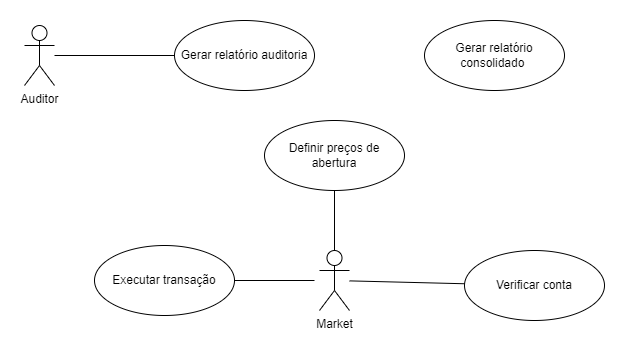 Gerar relatório auditoria
Gerar relatório
consolidado
Auditor
Definir preços de
abertura
Executar transação
Verificar conta
Market